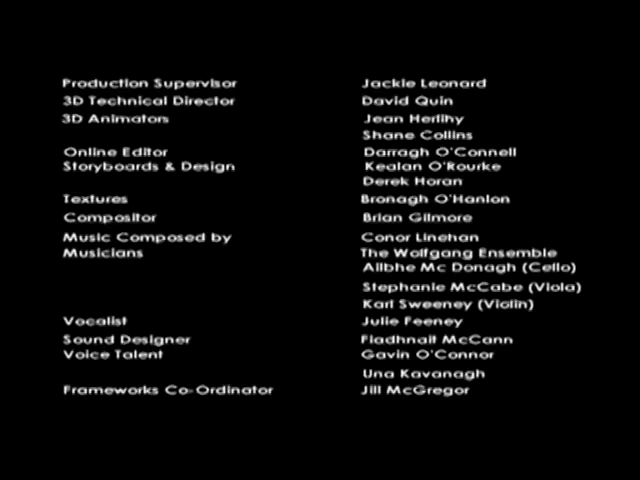 Production Supervisor Jackie Leonard
3D Technical Director David Quin
3D Animators Jean Herlihy
Shane Collins
Online Editor Darragh O'Connell
Storyboards & Design Kealan O'Rourke
Derek Horan
Textures Bronagh O'Hanlon
Compositor Brian Gilmore
Music Composed by Conor Linehan
Musicians The Wolfgang Ensemble
Ailbhe Mc Donagh (Cello)
Stephanie McCabe (Viola)
Karl Sweeney (Violin)
Vocalist Julie Feeney
Sound Designer Fiadhnait McCann
Voice Talent Gavin O'Connor
Una Kavanagh
Frameworks Co-Ordinator Jill McGregor